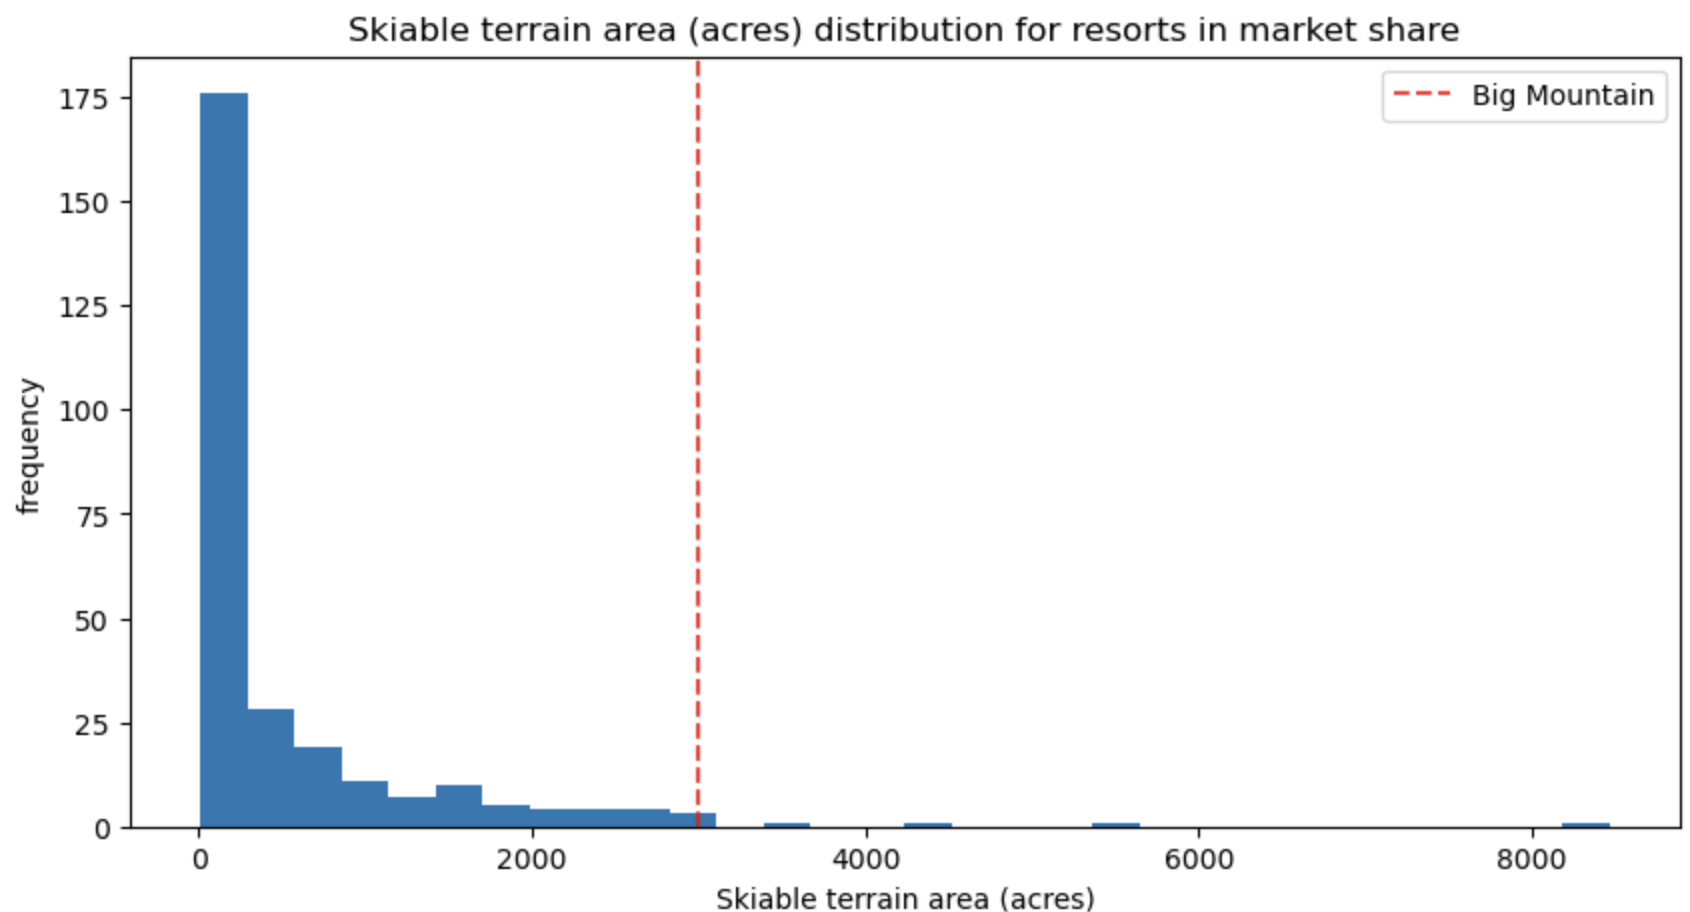 Skiable terrain area (acres) distribution for resorts in market share
Big Mountain
175
150
125
100
75
50
25
0
frequency
0 2000 4000 6000 8000
Skiable terrain area (acres)